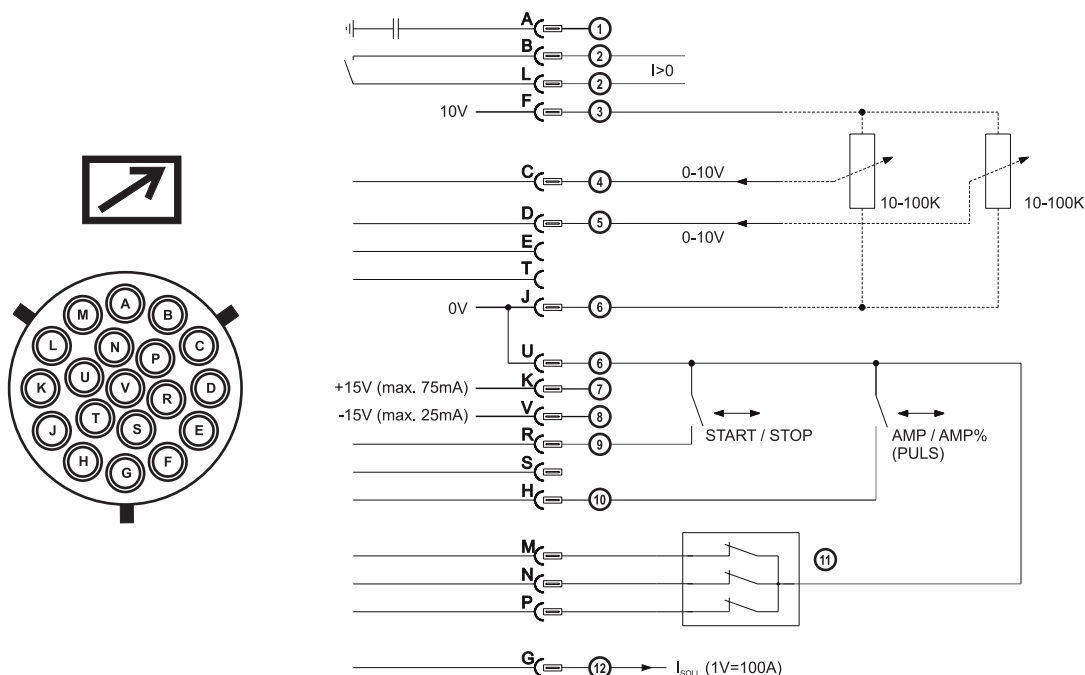 A 1
B 2
I>0
L 2
10V F 3
C 4 0-10V
10-100K 10-100K
D 5
0-10V
E
T
0V J 6
U 6
+15V (max. 75mA) K 7
-15V (max. 25mA) V 8
R 9 START / STOP AMP / AMP%
(PULS)
S
H 10
M 11
N
P
G 12 ISOLL (1V=100A)
A
M B
N
L P C
U
K V D
R
T
J S E
H F
G